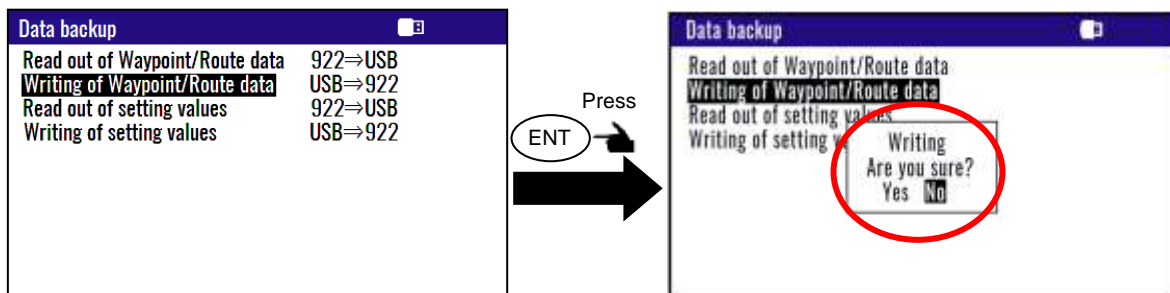 Data backup
Read out of Waypoint/Route data 922⇒USB
Writing of Waypoint/Route data USB⇒922
Read out of setting values 922⇒USB
Writing of setting values USB⇒922
Press
ENT
Data backup
Read out of Waypoint/Route data
Writing of Waypoint/Route data
Read out of setting values
Writing of setting v
Writing
Are you sure?
Yes No